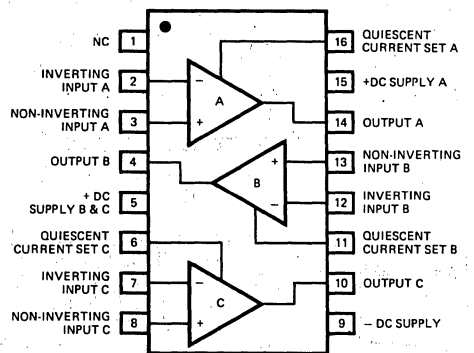 NC 1
INVERTING
INPUT A 2
NON-INVERTING
INPUT A 3
OUTPUT B 4
+ DC
SUPPLY B & C 5
QUIESCENT
CURRENT SET C 6
INVERTING
INPUT C 7
NON-INVERTING
INPUT C 8
− +
A
+ −
B
− +
C
16 QUIESCENT
CURRENT SET A
15 +DC SUPPLY A
14 OUTPUT A
13 NON-INVERTING
INPUT B
12 INVERTING
INPUT B
11 QUIESCENT
CURRENT SET B
10 OUTPUT C
9 − DC SUPPLY